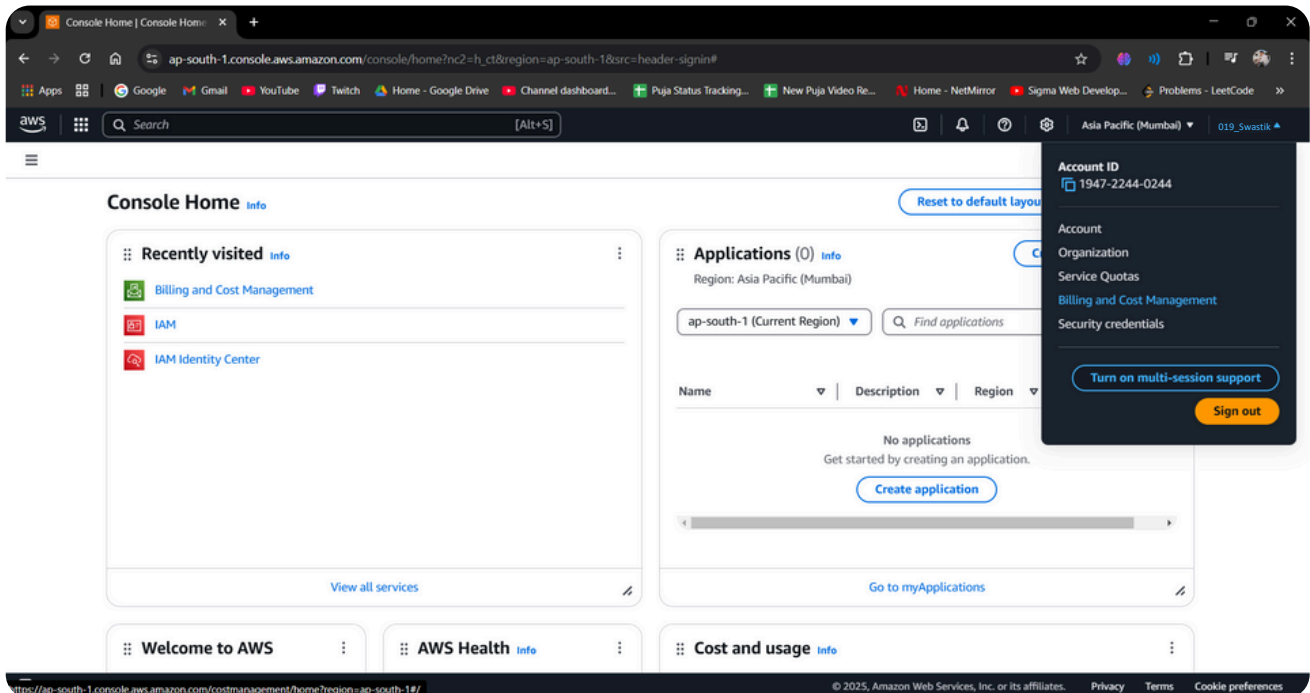 Console Home | Console Home
ap-south-1.console.aws.amazon.com/console/home?nc2=h_ct&region=ap-south-1&src=header-signin#
Apps Google Gmail YouTube Twitch Home - Google Drive Channel dashboard... Puja Status Tracking... New Puja Video Re... Home - NetMirror Sigma Web Develop... Problems - LeetCode »
aws Search [Alt+S] Asia Pacific (Mumbai) 019_Swastik
Account ID
1947-2244-0244
Account
Organization
Service Quotas
Billing and Cost Management
Security credentials
Turn on multi-session support
Sign out
Console Home Info
Reset to default layou
Recently visited Info
Billing and Cost Management
IAM
IAM Identity Center
View all services
Applications (0) Info
Region: Asia Pacific (Mumbai)
ap-south-1 (Current Region) Find applications
Name Description Region
No applications
Get started by creating an application.
Create application
Go to myApplications
Welcome to AWS
AWS Health Info
Cost and usage Info
https://ap-south-1.console.aws.amazon.com/costmanagement/home?region=ap-south-1#/
© 2025, Amazon Web Services, Inc. or its affiliates. Privacy Terms Cookie preferences